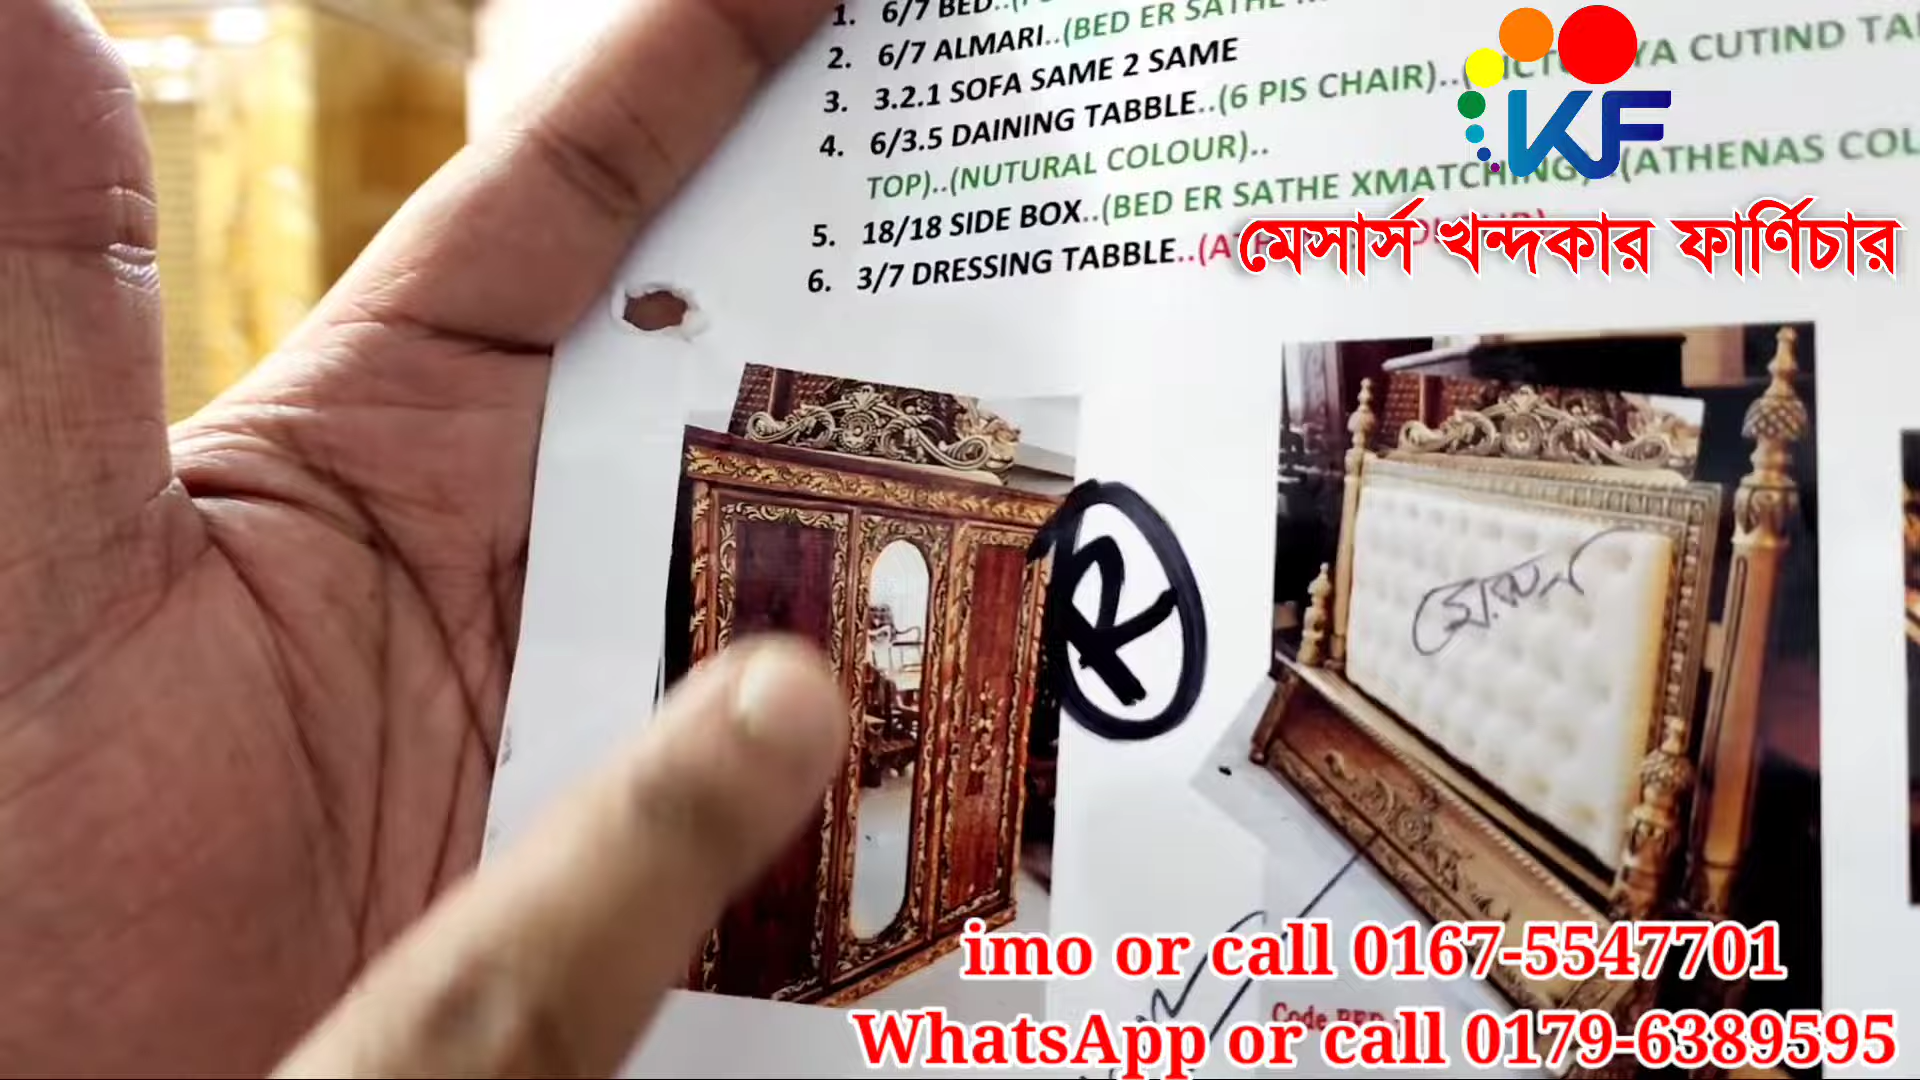 1. 6/7 BED..
2. 6/7 ALMARI..(BED ER SATHE
3. 3.2.1 SOFA SAME 2 SAME
4. 6/3.5 DAINING TABBLE..(6 PIS CHAIR)..( CUTIND
TOP)..(NUTURAL COLOUR)..
5. 18/18 SIDE BOX..(BED ER SATHE XMATCHING) (ATHENAS
6. 3/7 DRESSING TABBLE..
KF
মেসার্স খন্দকার ফার্ণিচার
R
Code BED
imo or call 0167-5547701
WhatsApp or call 0179-6389595